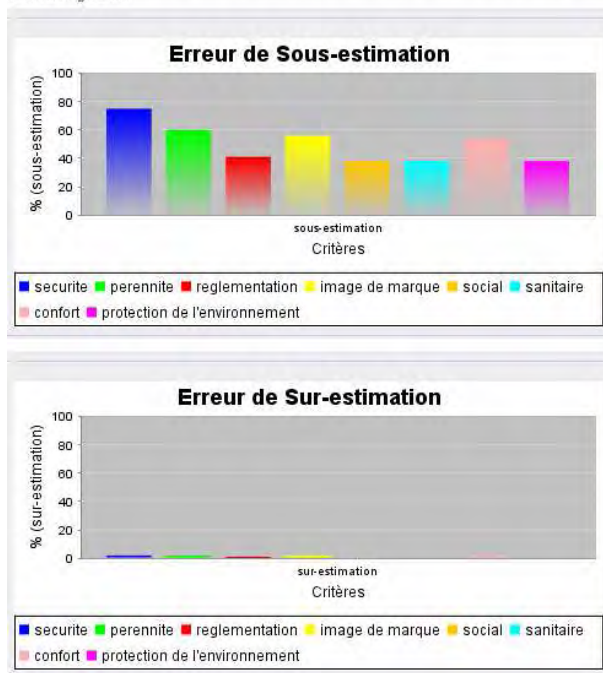 Erreur de Sous-estimation
100
80
60
40
20
0
% (sous-estimation)
sous-estimation
Critères
securite perennite reglementation image de marque social sanitaire
confort protection de l'environnement
Erreur de Sur-estimation
100
80
60
40
20
0
% (sur-estimation)
sur-estimation
Critères
securite perennite reglementation image de marque social sanitaire
confort protection de l'environnement